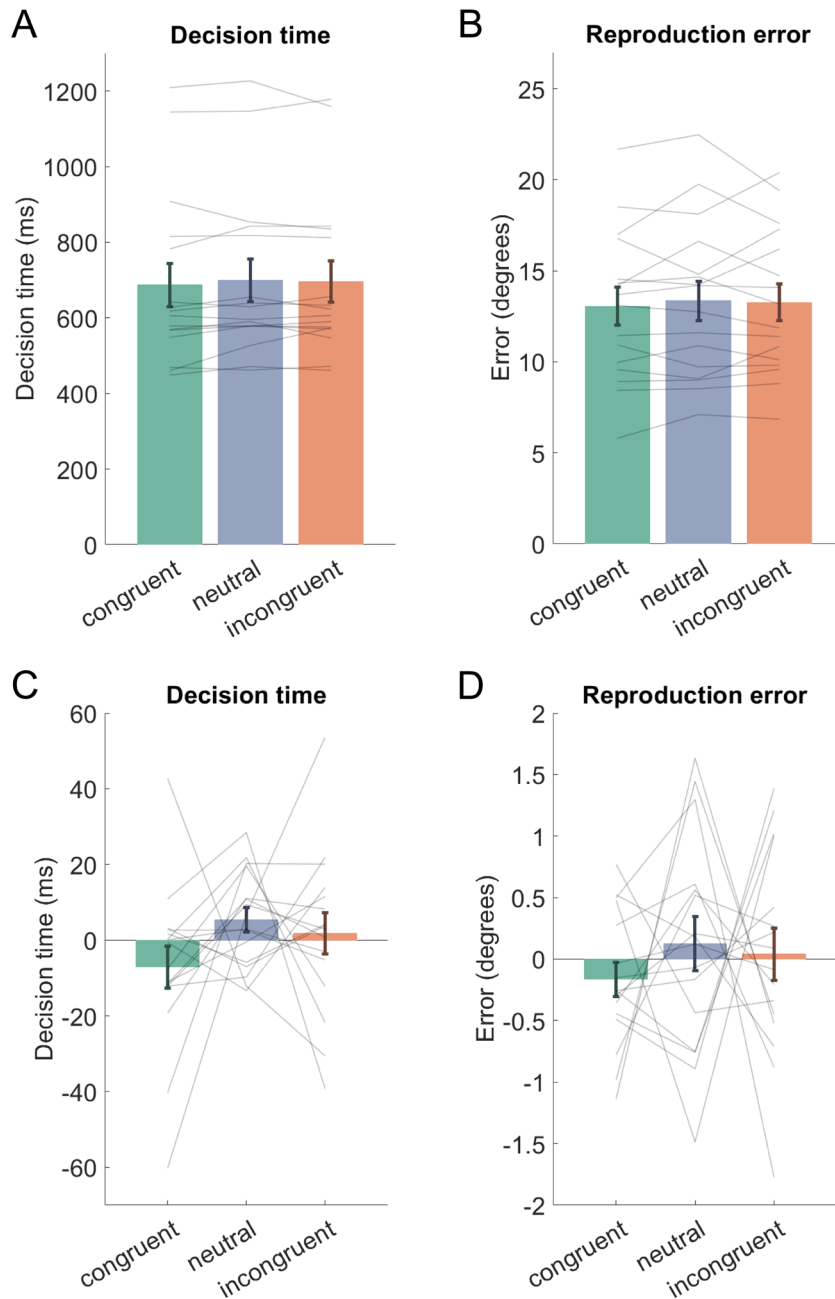 A
Decision time
Decision time (ms)
1200
1000
800
600
400
200
0
congruent
neutral
incongruent
B
Reproduction error
Error (degrees)
25
20
15
10
5
0
congruent
neutral
incongruent
C
Decision time
Decision time (ms)
60
40
20
0
-20
-40
-60
congruent
neutral
incongruent
D
Reproduction error
Error (degrees)
2
1.5
1
0.5
0
-0.5
-1
-1.5
-2
congruent
neutral
incongruent